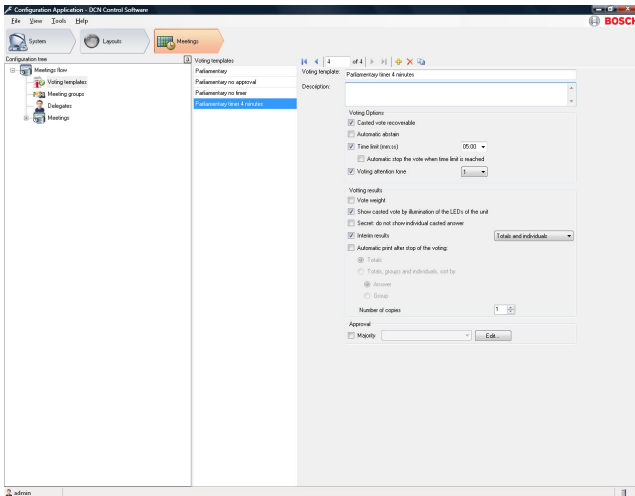 Configuration Application - DCN Control Software
File View Tools Help
BOSCH
System
Layouts
Meetings
Configuration tree
Meetings flow
Voting templates
Meeting groups
Delegates
Meetings
Voting templates
Parliamentary
Parliamentary no approval
Parliamentary no timer
Parliamentary timer 4 minutes
4 of 4
Voting template: Parliamentary timer 4 minutes
Description:
Voting Options
Casted vote recoverable
Automatic abstain
Time limit (mm:ss) 05:00
Automatic stop the vote when time limit is reached
Voting attention tone 1
Votting results
Vote weight
Show casted vote by illumination of the LEDs of the unit
Secret: do not show individual casted answer
Interim results Totals and individuals
Automatic print after stop of the voting:
Totals
Totals, groups and individuals, sort by:
Answer
Group
Number of copies 1
Approval
Majority: Edit...
admin